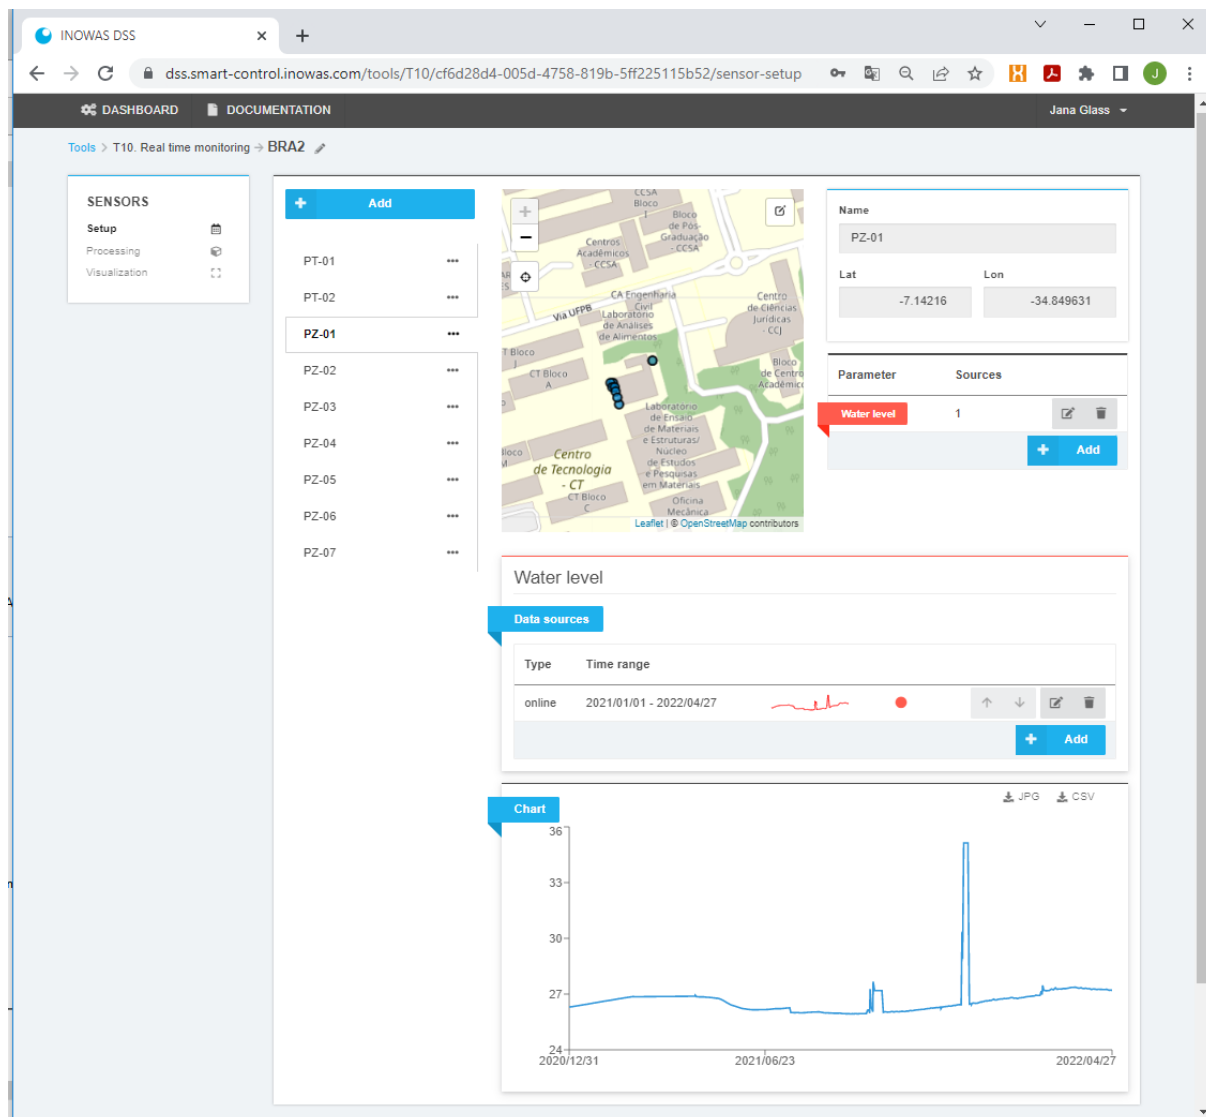 INOWAS DSS
dss.smart-control.inowas.com/tools/T10/cf6d28d4-005d-4758-819b-5ff225115b52/sensor-setup
J
DASHBOARD
DOCUMENTATION
Jana Glass
Tools > T10. Real time monitoring → BRA2
SENSORS
Setup
Processing
Visualization
+ Add
PT-01
PT-02
PZ-01
PZ-02
PZ-03
PZ-04
PZ-05
PZ-06
PZ-07
CCSA
Bloco
I
Bloco
de Pós-
Graduação
- CCSA
Centros
Acadêmicos
- CCSA
CA Engenharia
Civil
Via UFPB
Laboratório
de Análises
de Alimentos
Centro
de Ciências
Jurídicas
- CCJ
T Bloco
J
CT Bloco
A
Bloco
de Centro
Acadêmico
Laboratório
de Ensaio
de Materiais
e Estruturas/
Núcleo
de Estudos
e Pesquisas
em Materiais
Centro
de Tecnologia
- CT
CT Bloco
C
Oficina
Mecânica
Leaflet | © OpenStreetMap contributors
Name
PZ-01
Lat
Lon
-7.14216
-34.849631
Parameter Sources
Water level 1
+ Add
Water level
Data sources
Type Time range
online 2021/01/01 - 2022/04/27
+ Add
Chart
JPG CSV
36
33
30
27
24
2020/12/31 2021/06/23 2022/04/27